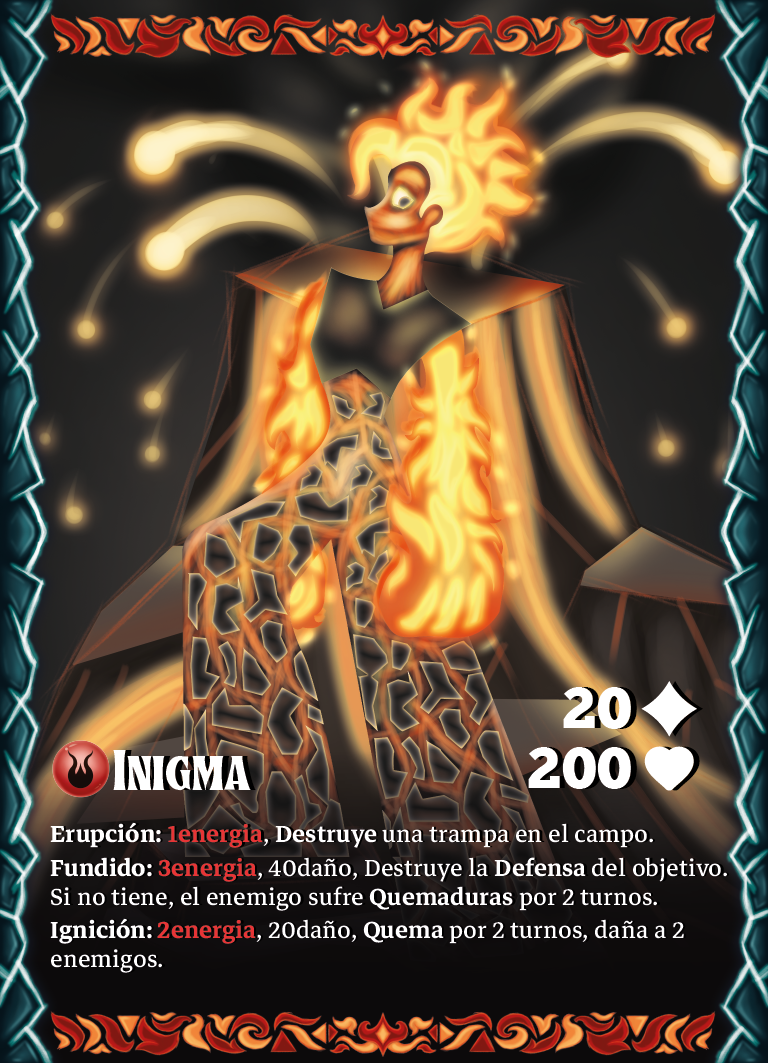 20
INIGMA
200
Erupción: 1energia, Destruye una trampa en el campo.
Fundido: 3energia, 40daño, Destruye la Defensa del objetivo.
Si no tiene, el enemigo sufre Quemaduras por 2 turnos.
Ignición: 2energia, 20daño, Quema por 2 turnos, daña a 2
enemigos.